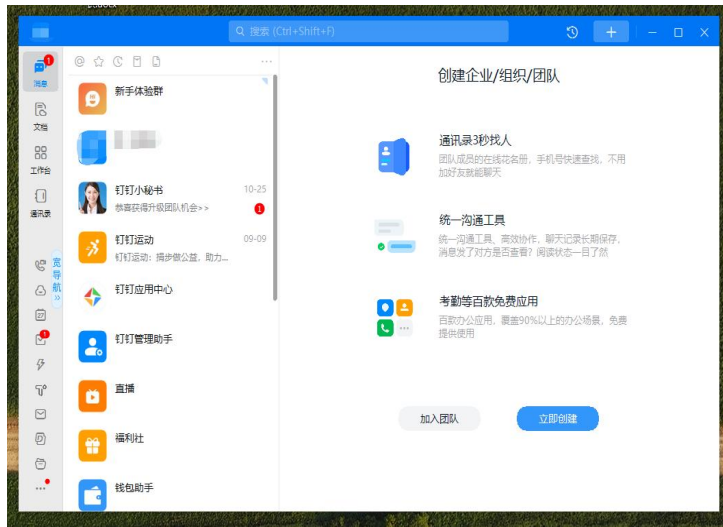 搜索 (Ctrl+Shift+F)
消息
1
文档
工作台
通讯录
宽导航
1
新手体验群
钉钉小秘书
10-25
恭喜获得升级团队机会>>
1
钉钉运动
09-09
钉钉运动：捐步做公益，助力...
钉钉应用中心
钉钉管理助手
直播
福利社
钱包助手
创建企业/组织/团队
通讯录3秒找人
团队成员的在线花名册，手机号快速查找，不用
加好友就能聊天
统一沟通工具
统一沟通工具，高效协作，聊天记录长期保存，
消息发了对方是否查看？阅读状态一目了然
考勤等百款免费应用
百款办公应用，覆盖90%以上的办公场景，免费
提供使用
加入团队
立即创建